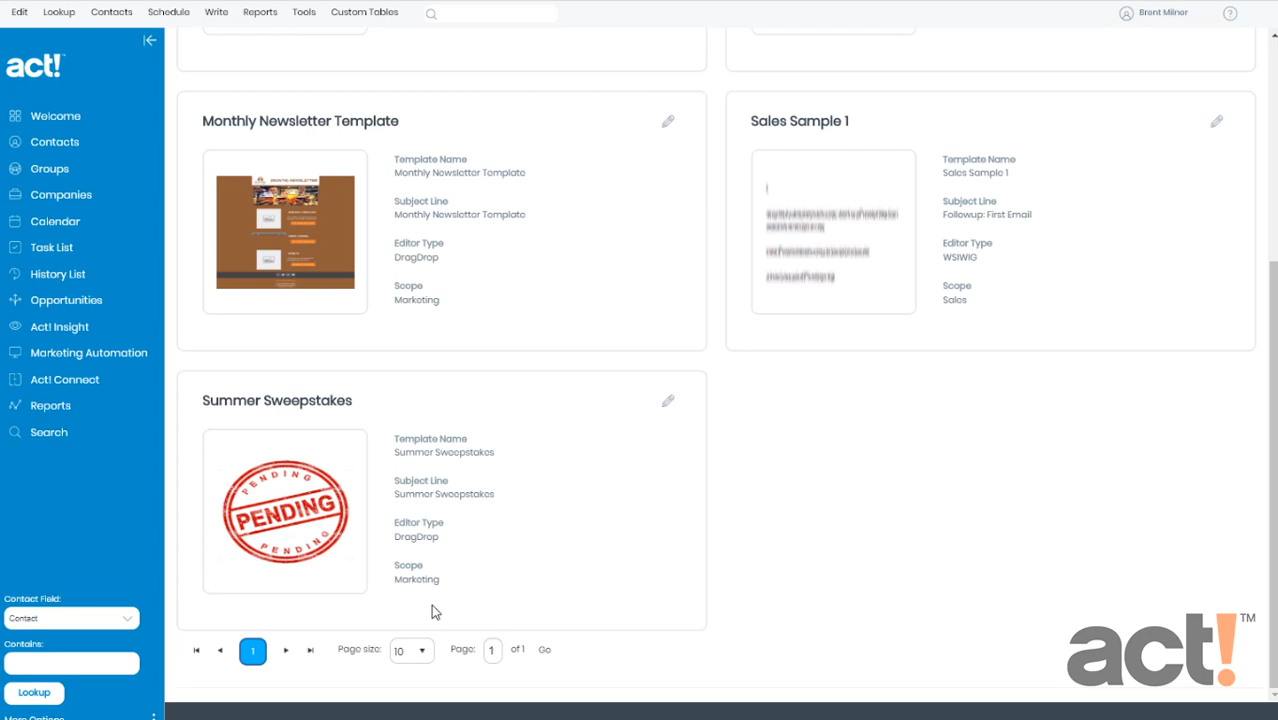 Edit Lookup Contacts Schedule Write Reports Tools Custom Tables Brent Milnor ?
act!
Welcome
Contacts
Groups
Companies
Calendar
Task List
History List
Opportunities
Act! Insight
Marketing Automation
Act! Connect
Reports
Search
Contact Field:
Contact
Contains:
Lookup
More Options
Monthly Newsletter Template
Template Name
Monthly Newsletter Template
Subject Line
Monthly Newsletter Template
Editor Type
DragDrop
Scope
Marketing
Sales Sample 1
Template Name
Sales Sample 1
Subject Line
Followup: First Email
Editor Type
WSIWIG
Scope
Sales
Summer Sweepstakes
PENDING
PENDING
PENDING
Template Name
Summer Sweepstakes
Subject Line
Summer Sweepstakes
Editor Type
DragDrop
Scope
Marketing
1 Page size: 10 Page: 1 of 1 Go
act!™